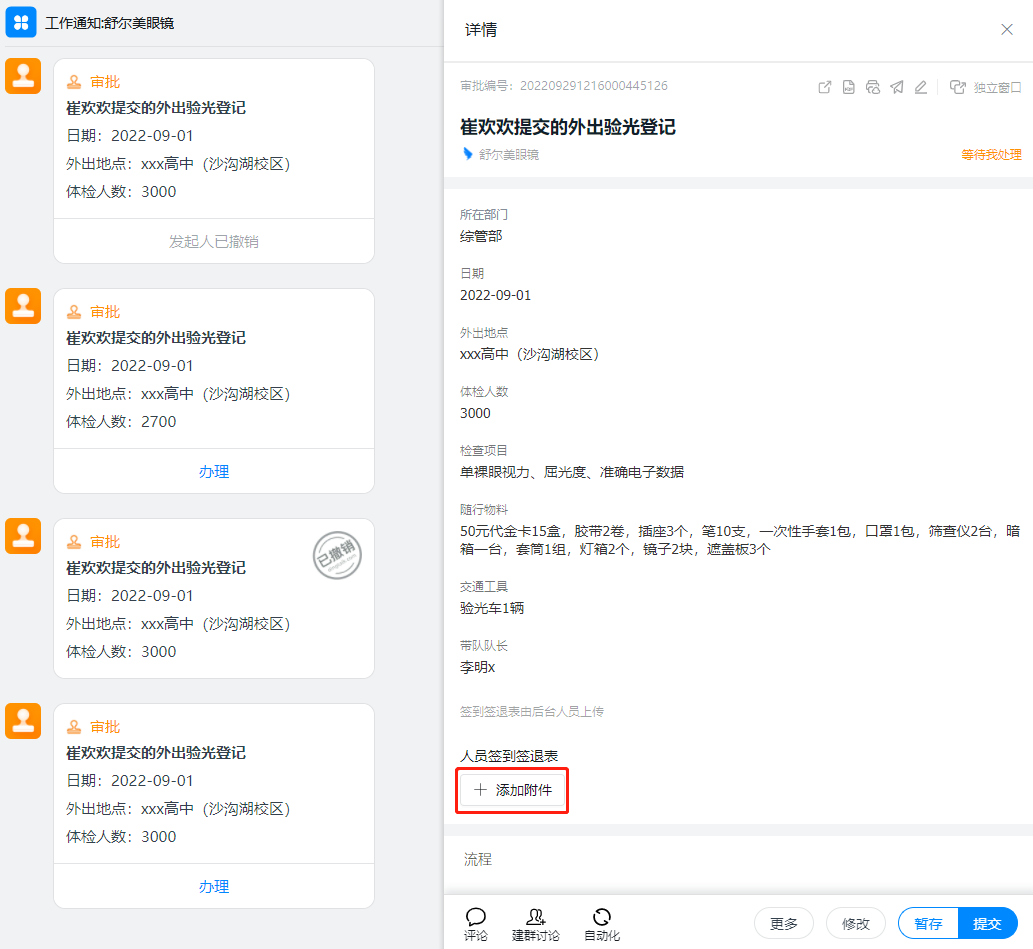 工作通知:舒尔美眼镜
审批
崔欢欢提交的外出验光登记
日期：2022-09-01
外出地点：xxx高中（沙沟湖校区）
体检人数：3000
发起人已撤销
审批
崔欢欢提交的外出验光登记
日期：2022-09-01
外出地点：xxx高中（沙沟湖校区）
体检人数：2700
办理
审批
已撤销
崔欢欢提交的外出验光登记
日期：2022-09-01
外出地点：xxx高中（沙沟湖校区）
体检人数：3000
审批
崔欢欢提交的外出验光登记
日期：2022-09-01
外出地点：xxx高中（沙沟湖校区）
体检人数：3000
办理
详情
审批编号：202209291216000445126
独立窗口
崔欢欢提交的外出验光登记
舒尔美眼镜
等待我处理
所在部门
综管部
日期
2022-09-01
外出地点
xxx高中（沙沟湖校区）
体检人数
3000
检查项目
单裸眼视力、屈光度、准确电子数据
随行物料
50元代金卡15盒，胶带2卷，插座3个，笔10支，一次性手套1包，口罩1包，筛查仪2台，暗
箱一台，套筒1组，灯箱2个，镜子2块，遮盖板3个
交通工具
验光车1辆
带队队长
李明x
签到签退表由后台人员上传
人员签到签退表
添加附件
流程
评论
建群讨论
自动化
更多
修改
暂存
提交